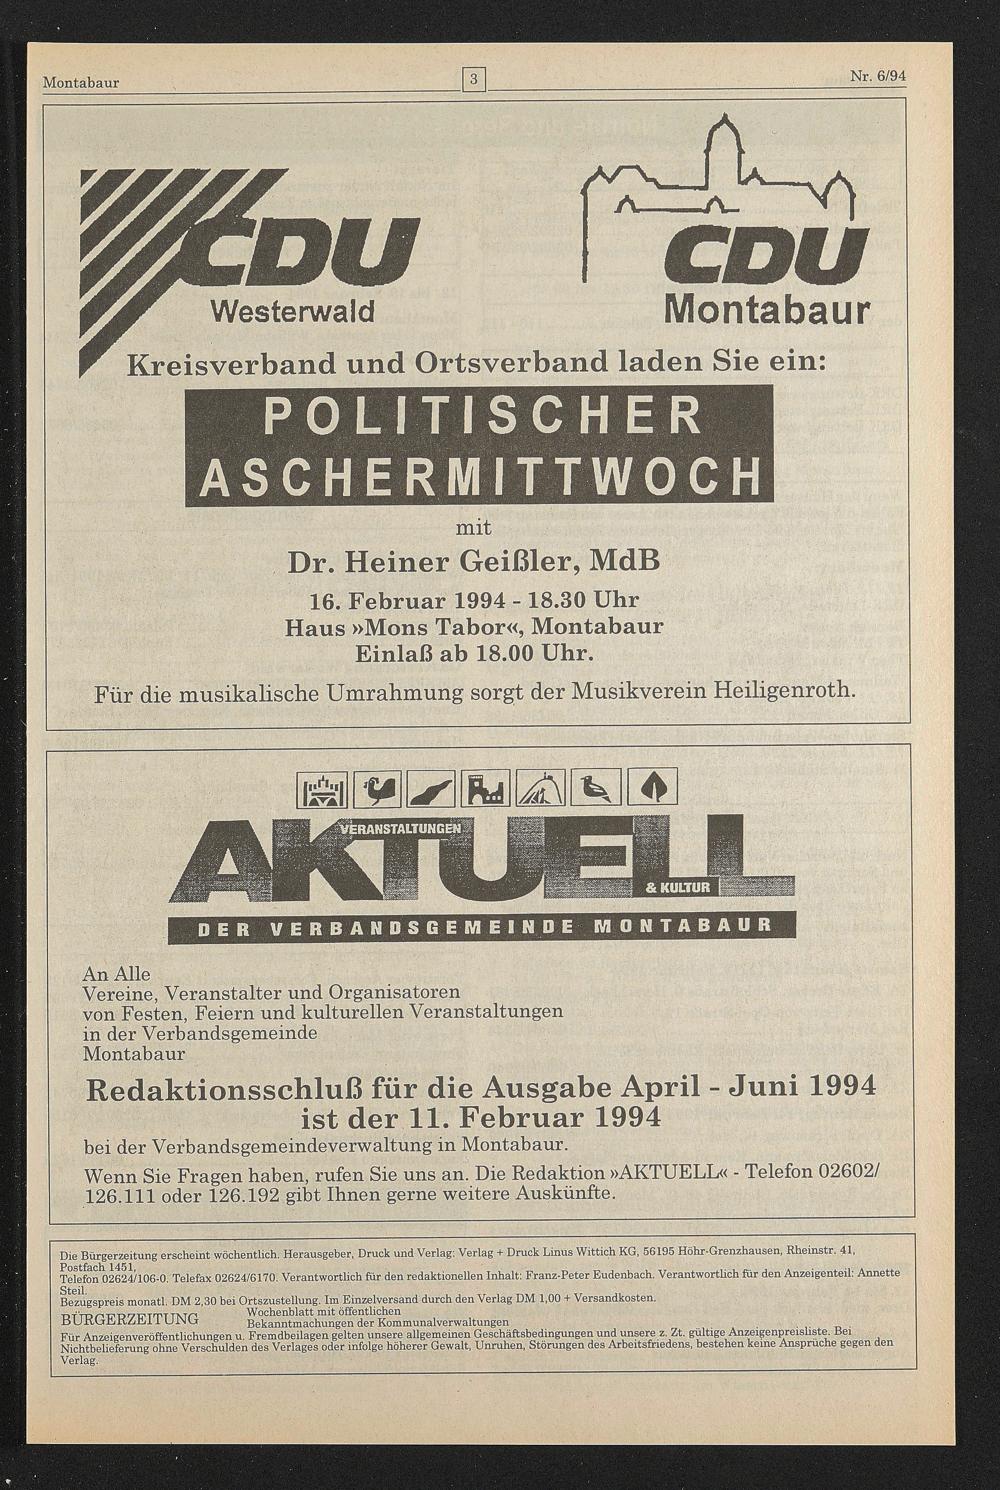 Montabaur
3
Nr. 6/94
CDU
Westerwald
CDU
Montabaur
Kreisverband und Ortsverband laden Sie ein:
POLITISCHER
ASCHERMITTWOCH
mit
Dr. Heiner Geißler, MdB
16. Februar 1994 - 18.30 Uhr
Haus »Mons Tabor«, Montabaur
Einlaß ab 18.00 Uhr.
Für die musikalische Umrahmung sorgt der Musikverein Heiligenroth.
VERANSTALTUNGEN
AKTUELL
& KULTUR
DER VERBANDSGEMEINDE MONTABAUR
An Alle
Vereine, Veranstalter und Organisatoren
von Festen, Feiern und kulturellen Veranstaltungen
in der Verbandsgemeinde
Montabaur
Redaktionsschluß für die Ausgabe April - Juni 1994
ist der 11. Februar 1994
bei der Verbandsgemeindeverwaltung in Montabaur.
Wenn Sie Fragen haben, rufen Sie uns an. Die Redaktion »AKTUELL« - Telefon 02602/
126.111 oder 126.192 gibt Ihnen gerne weitere Auskünfte.
Die Bürgerzeitung erscheint wöchentlich. Herausgeber, Druck und Verlag: Verlag + Druck Linus Wittich KG, 56195 Höhr-Grenzhausen, Rheinstr. 41,
Postfach 1451,
Telefon 02624/106-0. Telefax 02624/6170. Verantwortlich für den redaktionellen Inhalt: Franz-Peter Eudenbach. Verantwortlich für den Anzeigenteil: Annette
Steil.
Bezugspreis monatl. DM 2,30 bei Ortszustellung. Im Einzelversand durch den Verlag DM 1,00 + Versandkosten.
BÜRGERZEITUNG
Wochenblatt mit öffentlichen
Bekanntmachungen der Kommunalverwaltungen
Für Anzeigenveröffentlichungen u. Fremdbeilagen gelten unsere allgemeinen Geschäftsbedingungen und unsere z. Zt. gültige Anzeigenpreisliste. Bei
Nichtbelieferung ohne Verschulden des Verlages oder infolge höherer Gewalt, Unruhen, Störungen des Arbeitsfriedens, bestehen keine Ansprüche gegen den
Verlag.